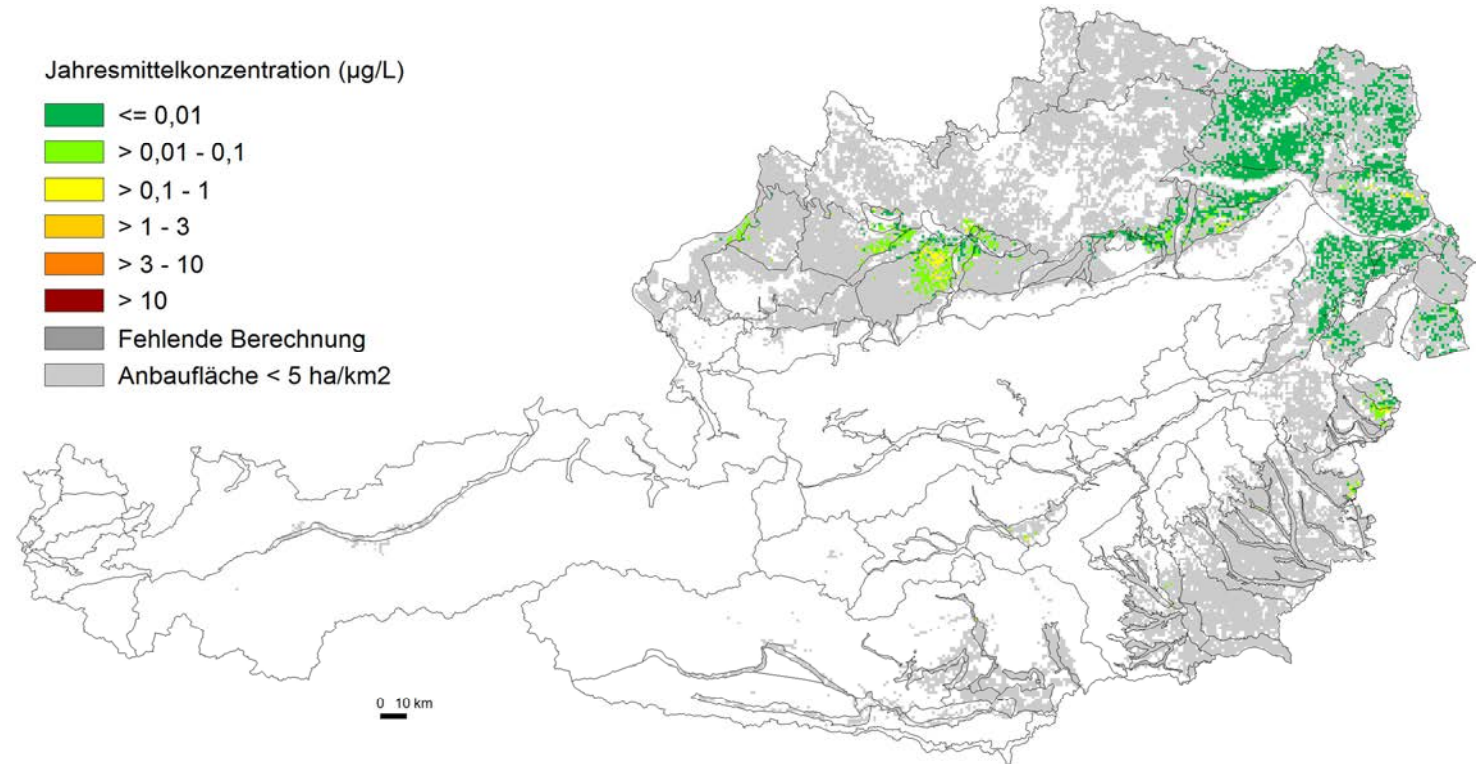 Jahresmittelkonzentration (µg/L)
<= 0,01
> 0,01 - 0,1
> 0,1 - 1
> 1 - 3
> 3 - 10
> 10
Fehlende Berechnung
Anbaufläche < 5 ha/km2
0 10 km